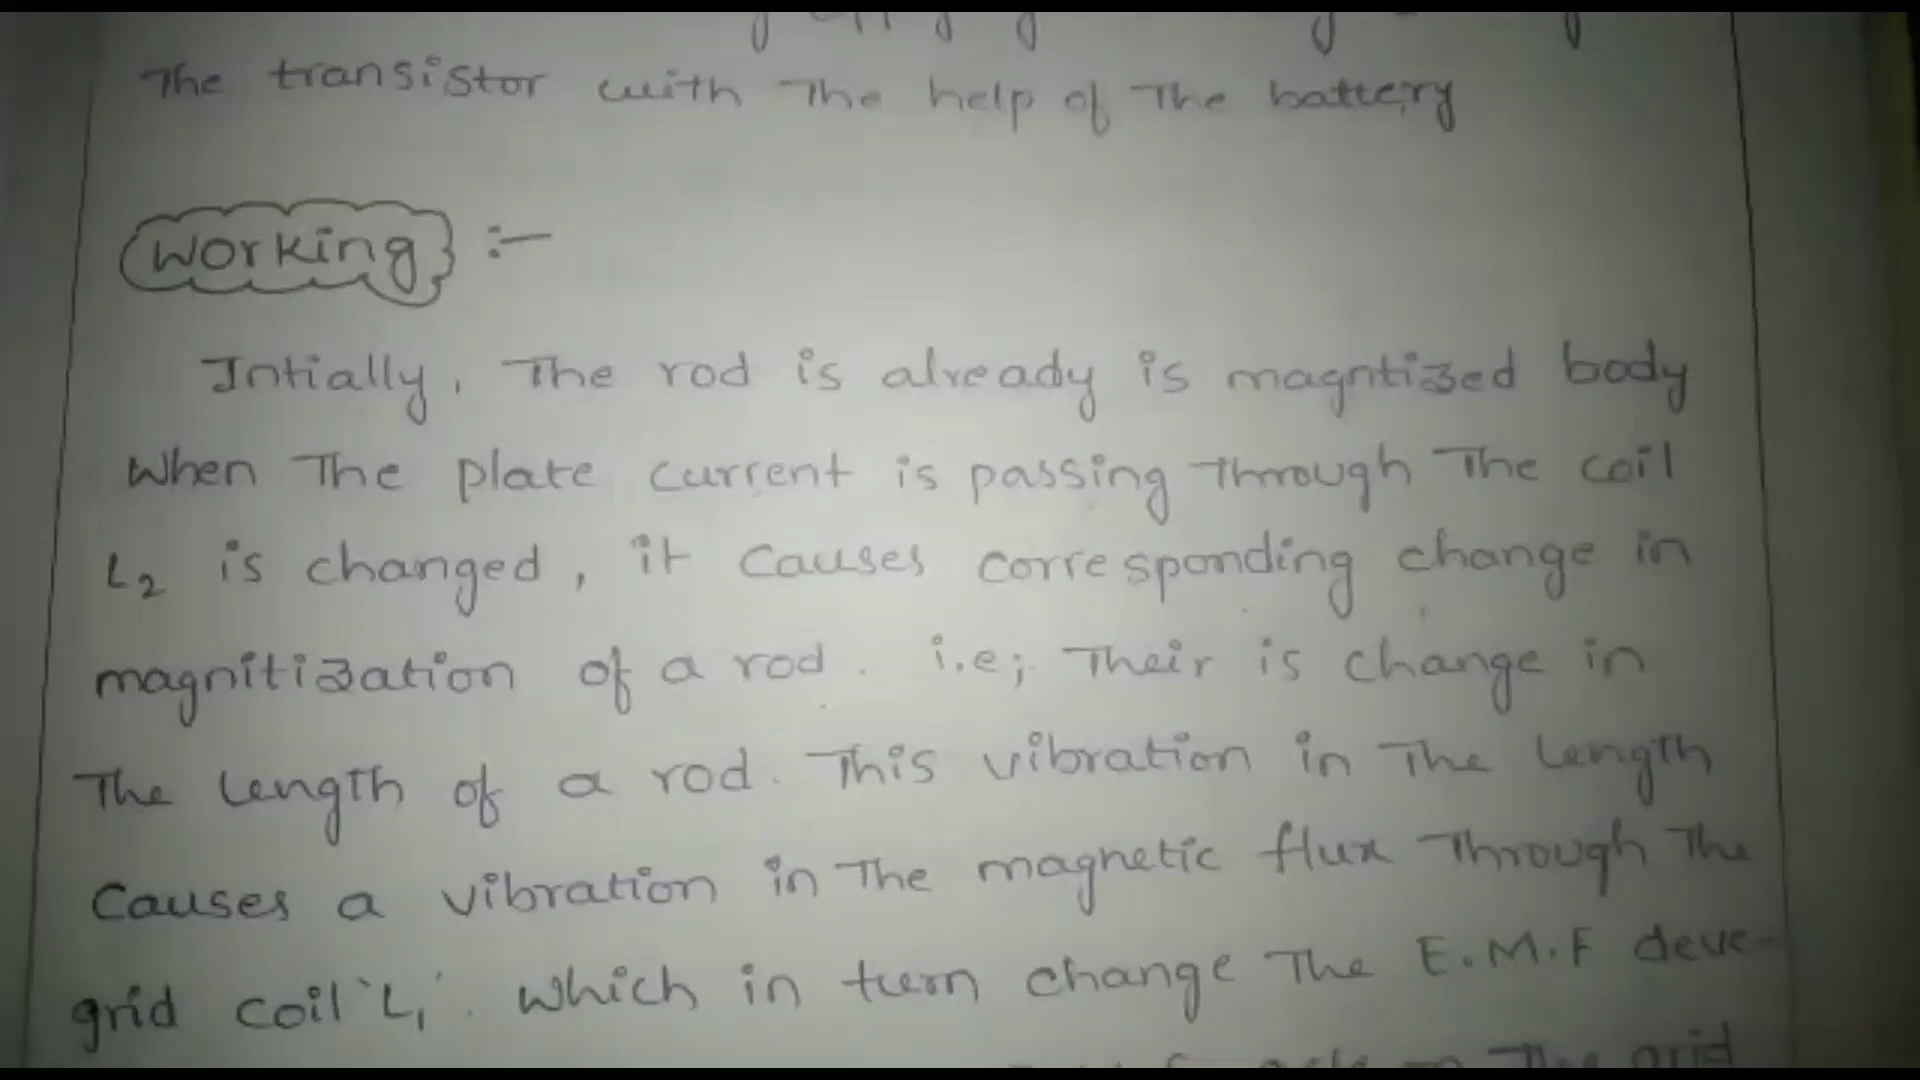 The transistor with The help of The battery
Working :-
Intially, The rod is already is magntized body
When The plate current is passing Through The coil
L2 is changed, it causes corresponding change in
magnitization of a rod. i.e; Their is change in
The Length of a rod. This vibration in The Length
Causes a vibration in The magnetic flux Through The
grid coil 'L1'. Which in turn change The E.M.F deve-
The grid